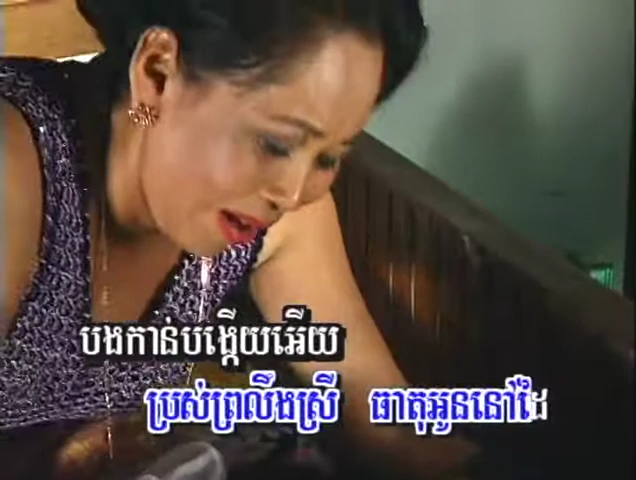 បងកាន់បង្កើយអើយ
ប្រស់ព្រលឹងស្រី ធាតុអូននៅដៃ